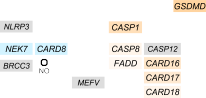 GSDMD
NLRP3
CASP1
NEK7
CARD8
CASP8
CASP12
BRCC3
NO
FADD
CARD16
MEFV
CARD17
CARD18